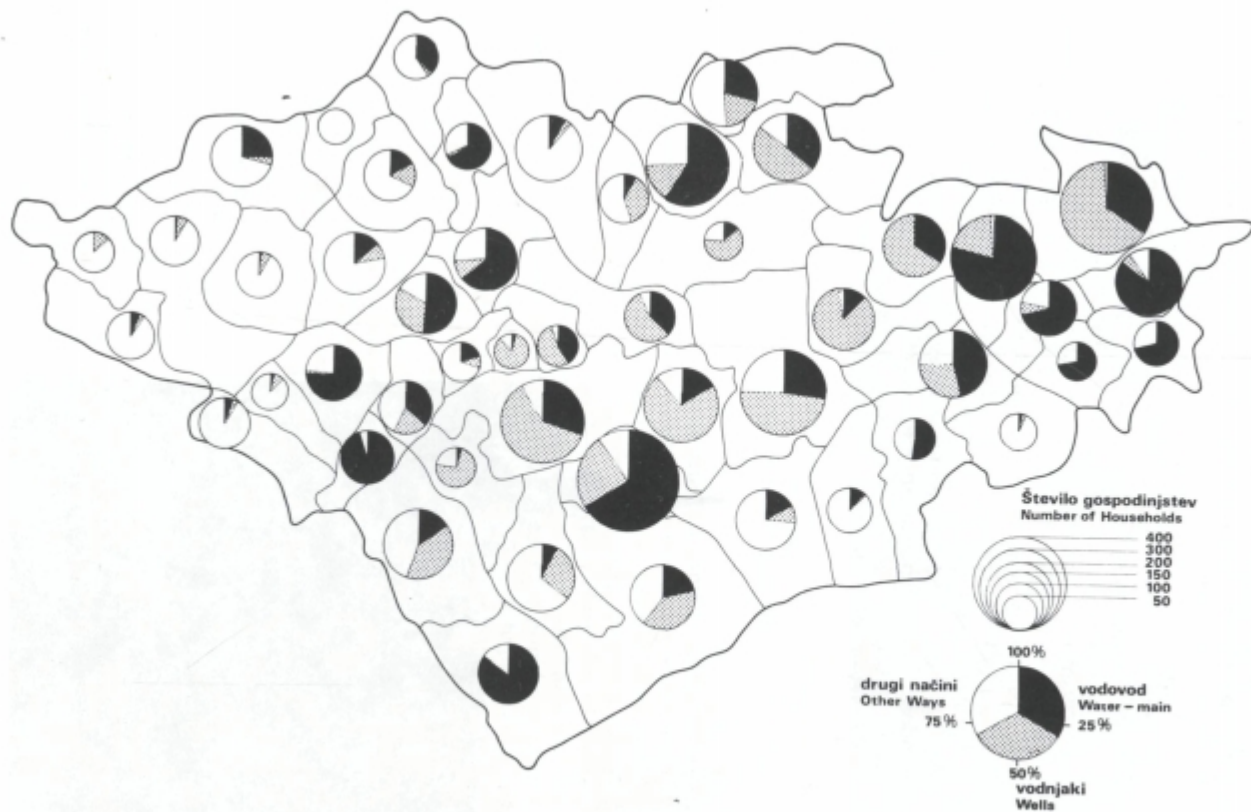 Število gospodinjstev
Number of Households
400
300
200
150
100
50
100%
drugi načini
Other Ways
75%
vodovod
Water – main
25%
50%
vodnjaki
Wells